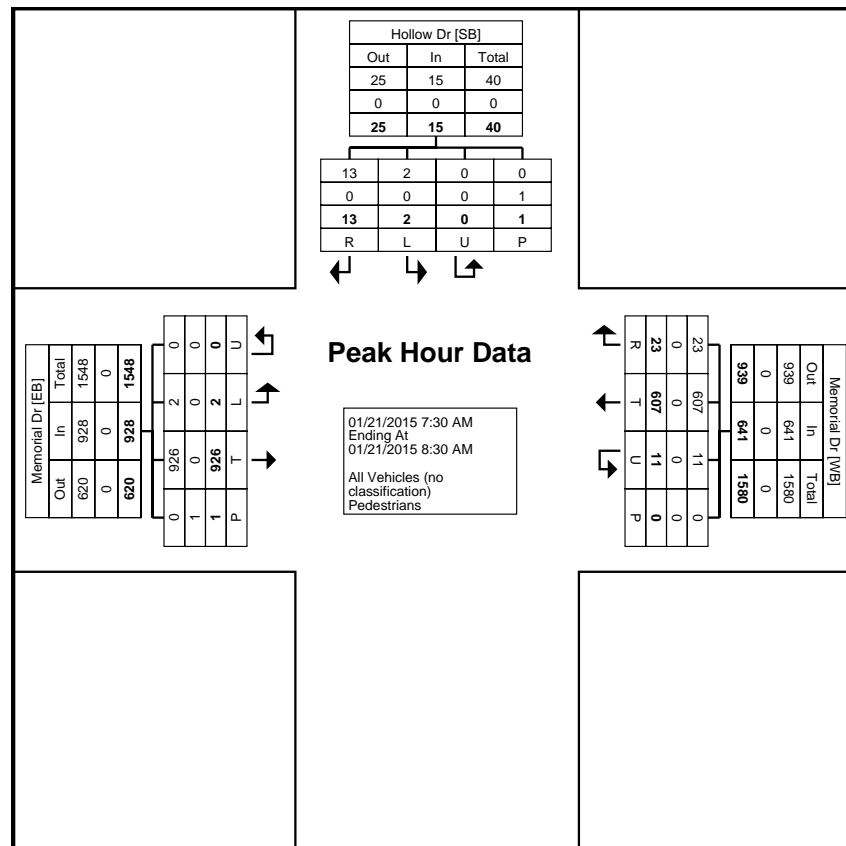 Hollow Dr [SB]
Out In Total
25 15 40
0 0 0
25 15 40
13 2 0 0
0 0 0 1
13 2 0 1
R L U P
Peak Hour Data
01/21/2015 7:30 AM
Ending At
01/21/2015 8:30 AM
All Vehicles (no
classification)
Pedestrians
Memorial Dr [EB]
Out In Total
620 928 1548
0 0 0
620 928 1548
0 926 2 0
1 0 0 0
1 926 2 0
P T L U
Memorial Dr [WB]
Out In Total
939 641 1580
0 0 0
939 641 1580
23 607 11 0
0 0 0 0
23 607 11 0
R T U P